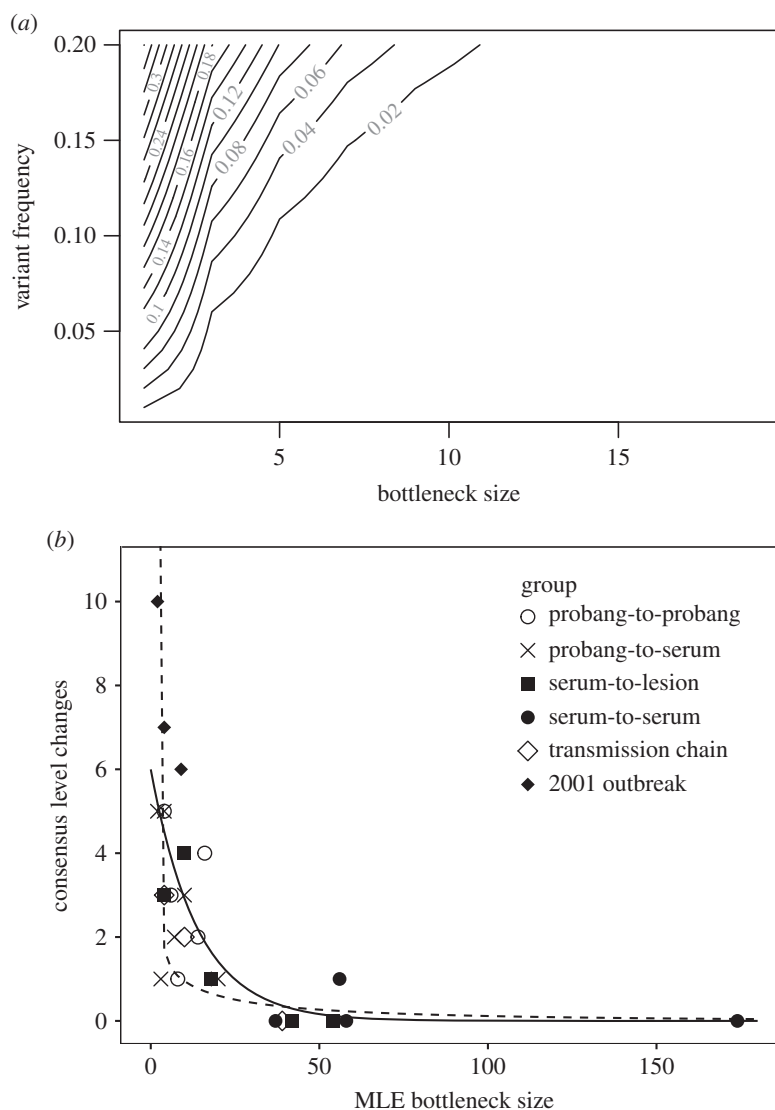 (a)
0.20
0.15
0.10
0.05
variant frequency
0.3
0.24
0.18
0.16
0.14
0.1
0.12
0.08
0.06
0.04
0.02
5
10
15
bottleneck size
(b)
10
8
6
4
2
0
consensus level changes
group
probang-to-probang
probang-to-serum
serum-to-lesion
serum-to-serum
transmission chain
2001 outbreak
0
50
100
150
MLE bottleneck size